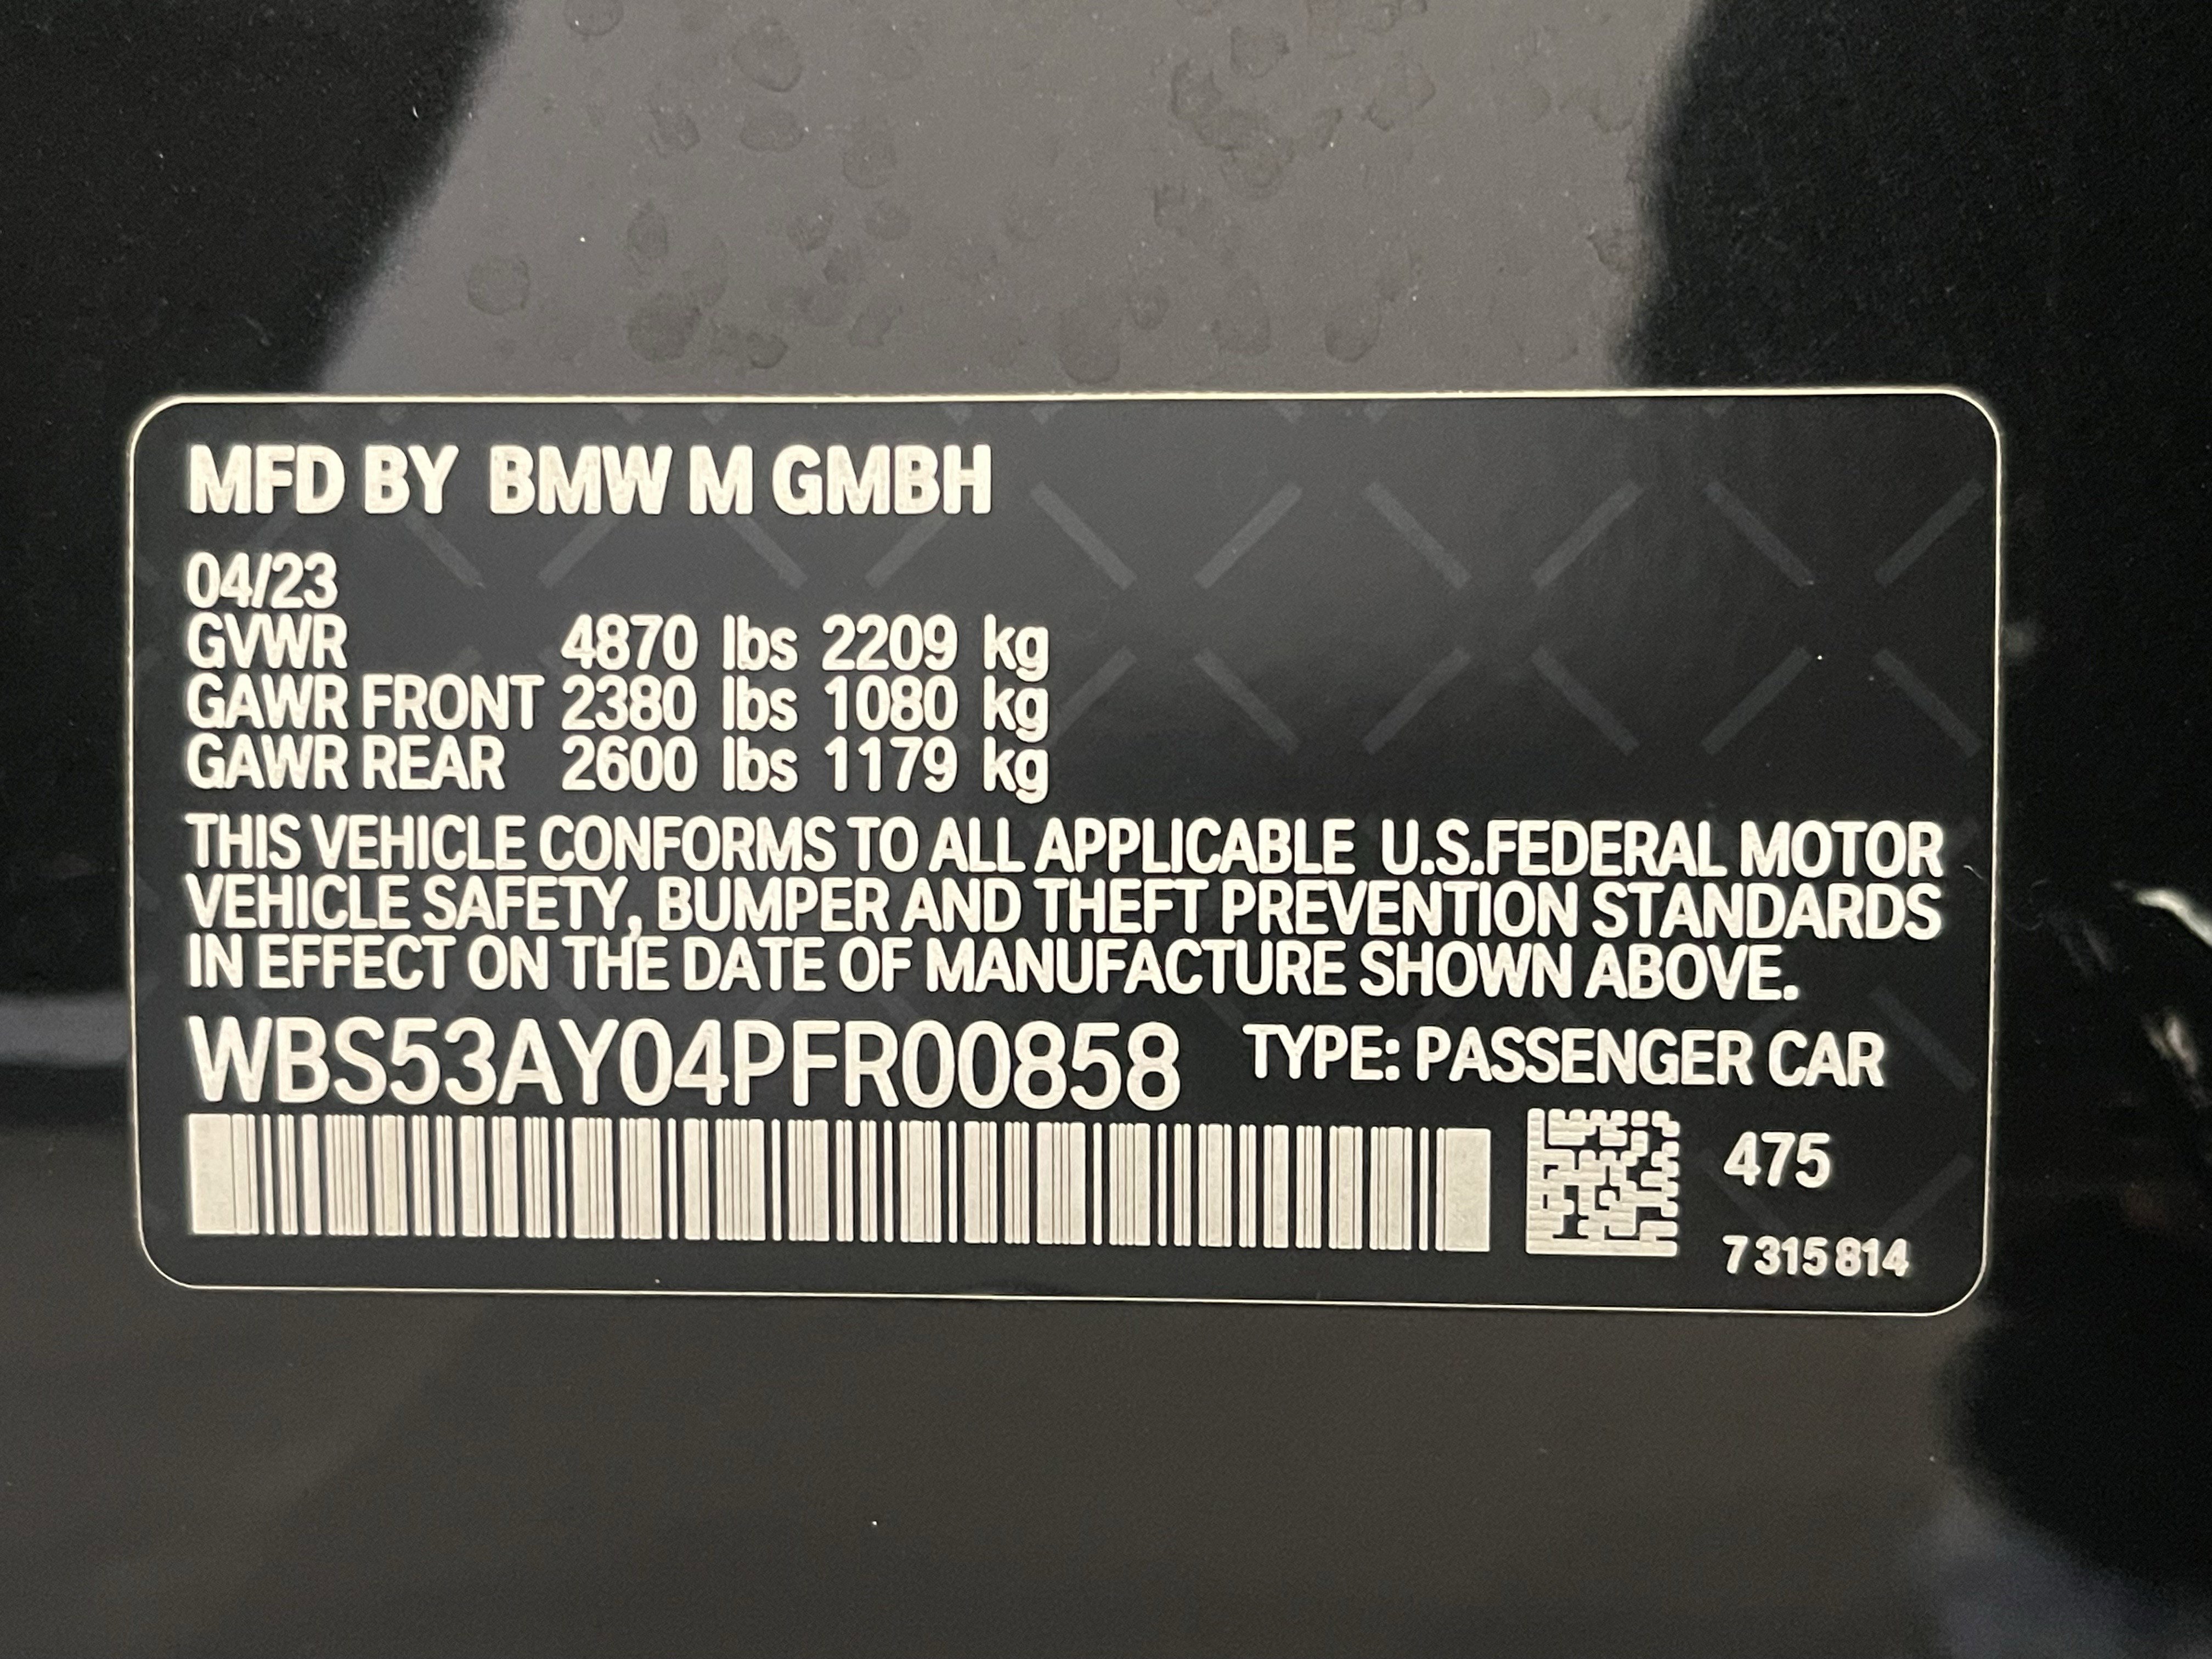 MFD BY BMW M GMBH
04/23
GVWR 4870 lbs 2209 kg
GAWR FRONT 2380 lbs 1080 kg
GAWR REAR 2600 lbs 1179 kg
THIS VEHICLE CONFORMS TO ALL APPLICABLE U.S.FEDERAL MOTOR
VEHICLE SAFETY, BUMPER AND THEFT PREVENTION STANDARDS
IN EFFECT ON THE DATE OF MANUFACTURE SHOWN ABOVE.
WBS53AY04PFR00858 TYPE: PASSENGER CAR
475
7 315 814